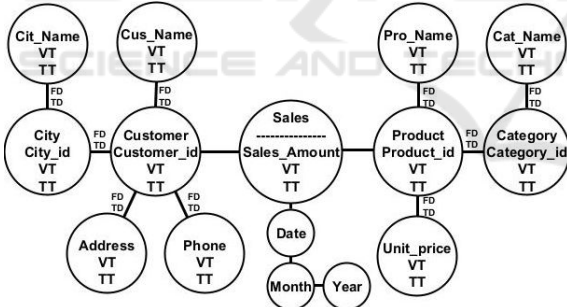 Cit_Name
VT
TT
Cus_Name
VT
TT
Pro_Name
VT
TT
Cat_Name
VT
TT
SCIENCE AND TECH
FD
TD
FD
TD
FD
TD
FD
TD
City
City_id
VT
TT
FD
TD
Customer
Customer_id
VT
TT
Sales
----------------
Sales_Amount
VT
TT
Product
Product_id
VT
TT
FD
TD
Category
Category_id
VT
TT
FD
TD
FD
TD
FD
TD
Address
VT
TT
Phone
VT
TT
Date
Month
Year
Unit_price
VT
TT